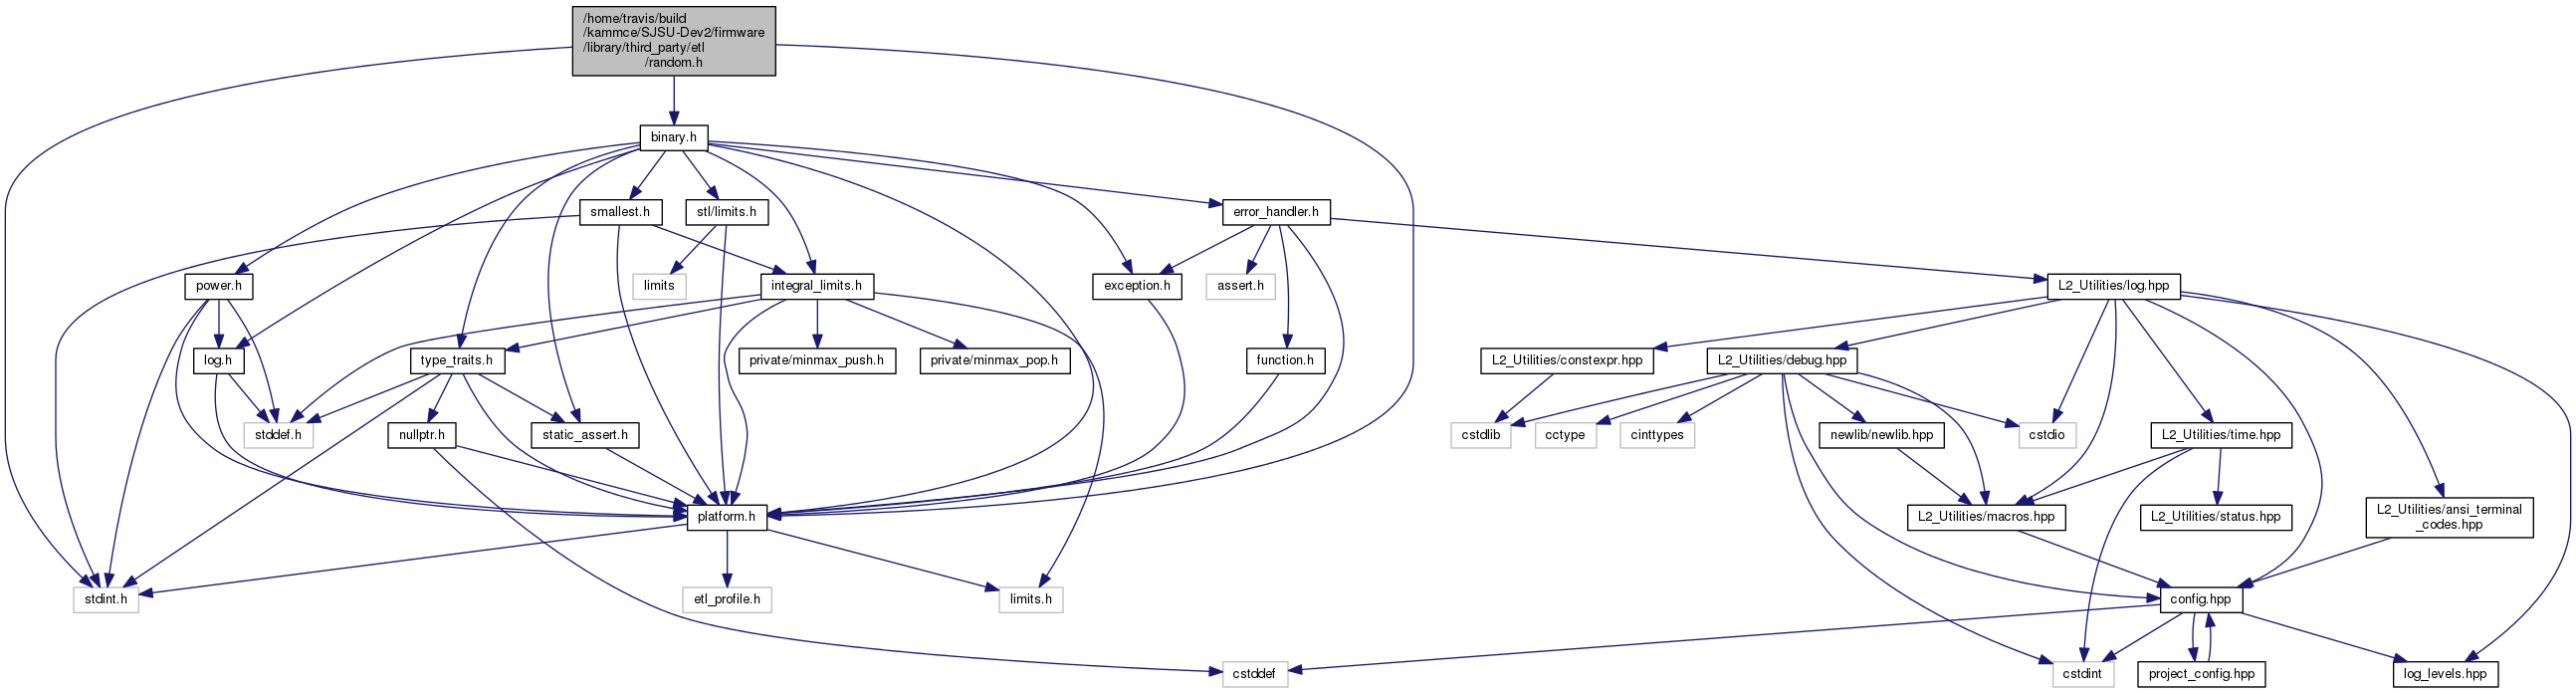 /home/travis/build
/kammce/SJSU-Dev2/firmware
/library/third_party/etl
/random.h
binary.h
smallest.h
stl/limits.h
error_handler.h
power.h
limits
integral_limits.h
exception.h
assert.h
L2_Utilities/log.hpp
log.h
type_traits.h
private/minmax_push.h
private/minmax_pop.h
function.h
L2_Utilities/constexpr.hpp
L2_Utilities/debug.hpp
stddef.h
nullptr.h
static_assert.h
cstdlib
cctype
cinttypes
newlib/newlib.hpp
cstdio
L2_Utilities/time.hpp
platform.h
L2_Utilities/macros.hpp
L2_Utilities/status.hpp
L2_Utilities/ansi_terminal
_codes.hpp
stdint.h
etl_profile.h
limits.h
config.hpp
cstddef
cstdint
project_config.hpp
log_levels.hpp